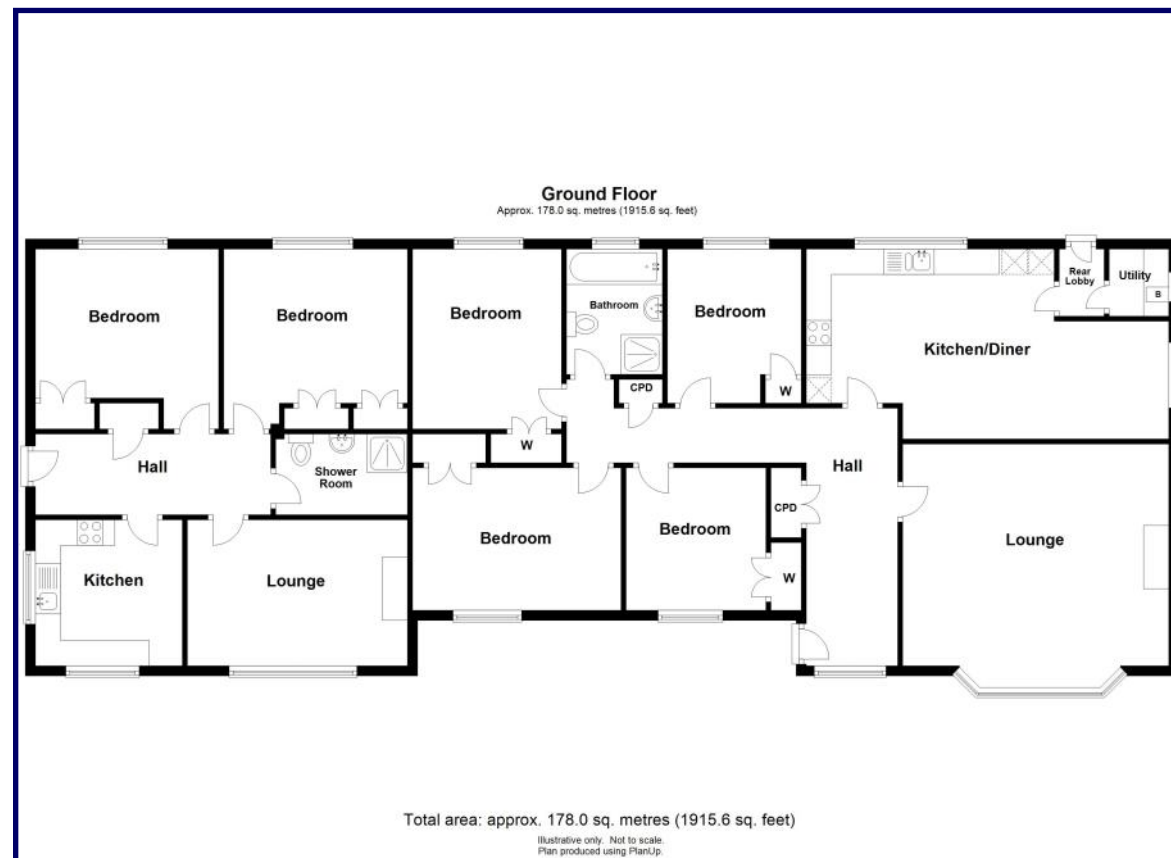 Ground Floor
Approx. 178.0 sq. metres (1915.6 sq. feet)
Bedroom
Bedroom
Bedroom
Bathroom
Bedroom
Rear
Lobby
Utility
B
Kitchen/Diner
CPD
W
W
Hall
Shower
Room
Hall
CPD
Bedroom
Bedroom
W
Lounge
Kitchen
Lounge
Total area: approx. 178.0 sq. metres (1915.6 sq. feet)
Illustrative only. Not to scale.
Plan produced using PlanUp.